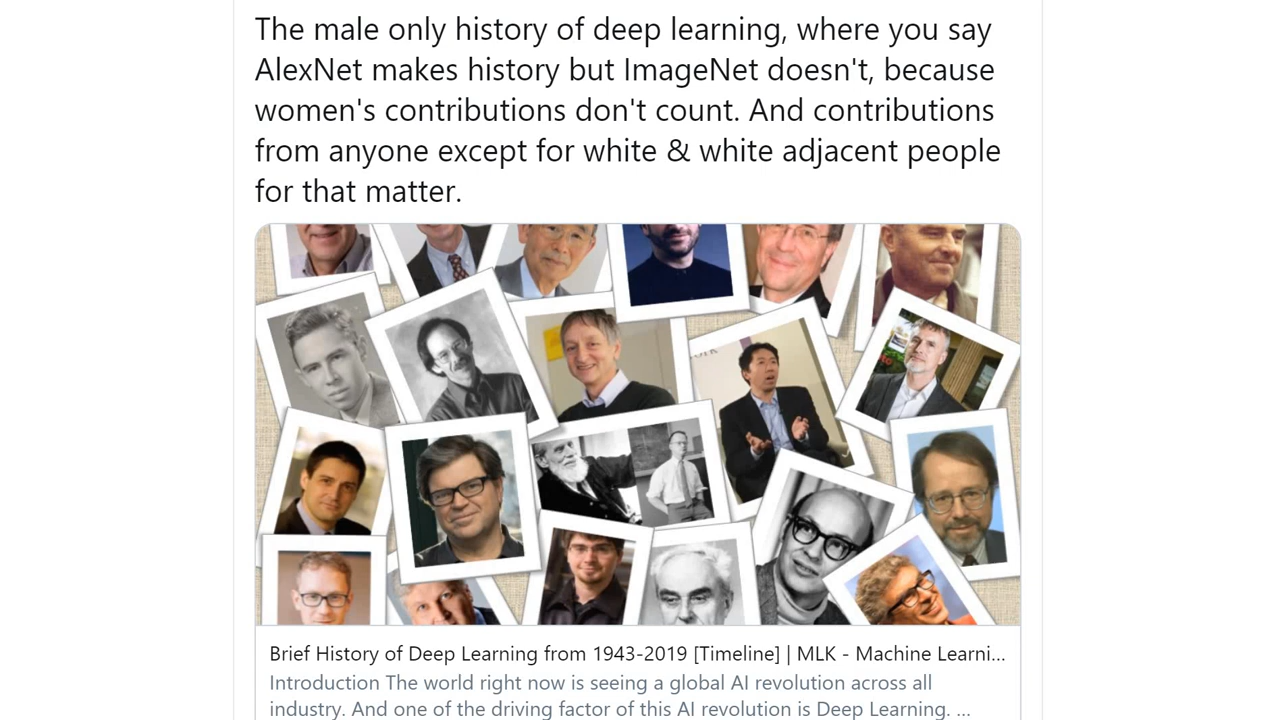 The male only history of deep learning, where you say
AlexNet makes history but ImageNet doesn't, because
women's contributions don't count. And contributions
from anyone except for white & white adjacent people
for that matter.
Brief History of Deep Learning from 1943-2019 [Timeline] | MLK - Machine Learni...
Introduction The world right now is seeing a global AI revolution across all
industry. And one of the driving factor of this AI revolution is Deep Learning. ...